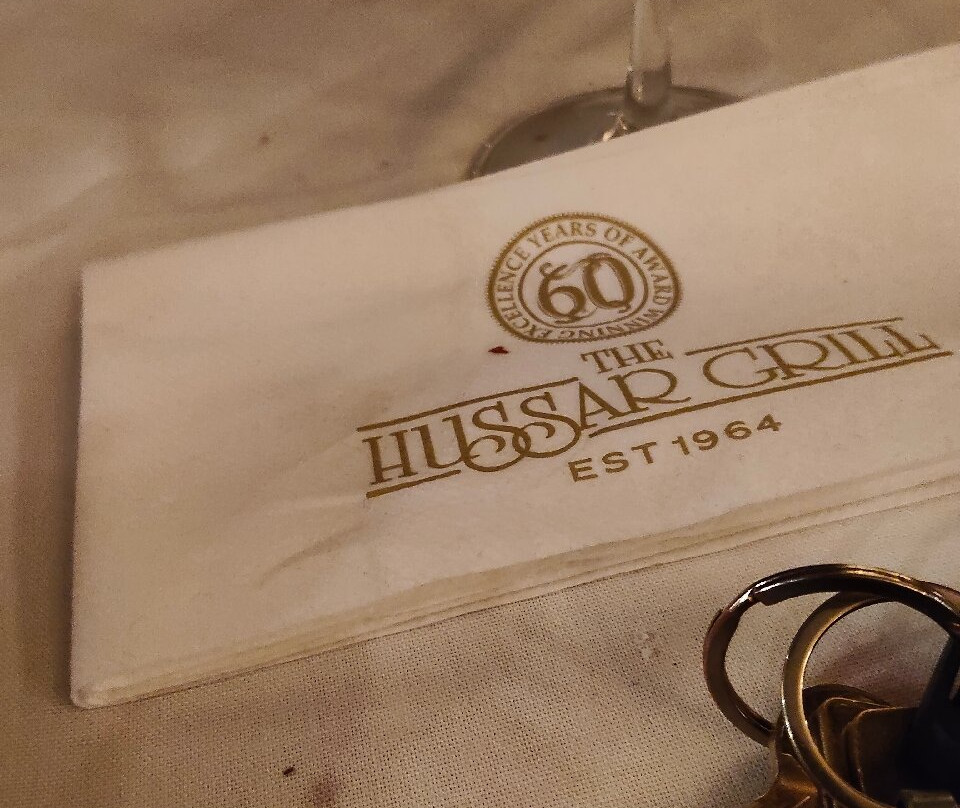 60 YEARS OF AWARD WINNING EXCELLENCE
THE
HUSSAR GRILL
EST 1964